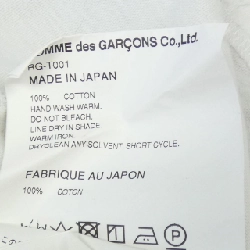 COMME des GARÇONS Co.,Ltd.
RG-1001
MADE IN JAPAN
100% COTTON
HAND WASH WARM.
DO NOT BLEACH.
LINE DRY IN SHADE.
WARM IRON.
DRYCLEAN ANY SOLVENT SHORT CYCLE.
FABRIQUE AU JAPON
100% COTON